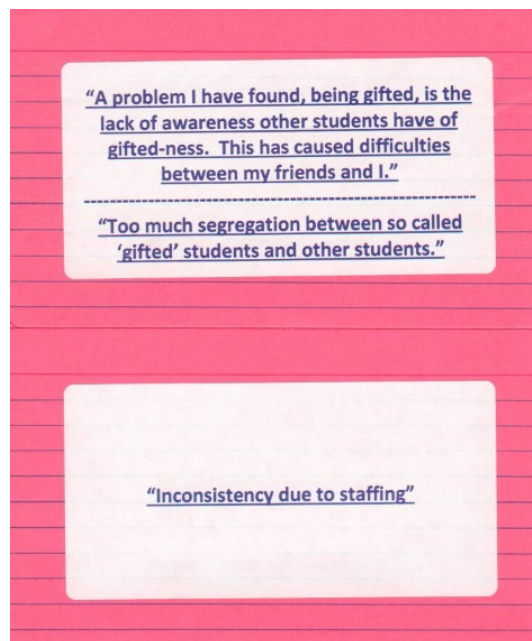 “A problem I have found, being gifted, is the
lack of awareness other students have of
gifted-ness.  This has caused difficulties
between my friends and I.”
“Too much segregation between so called
‘gifted’ students and other students.”
“Inconsistency due to staffing”